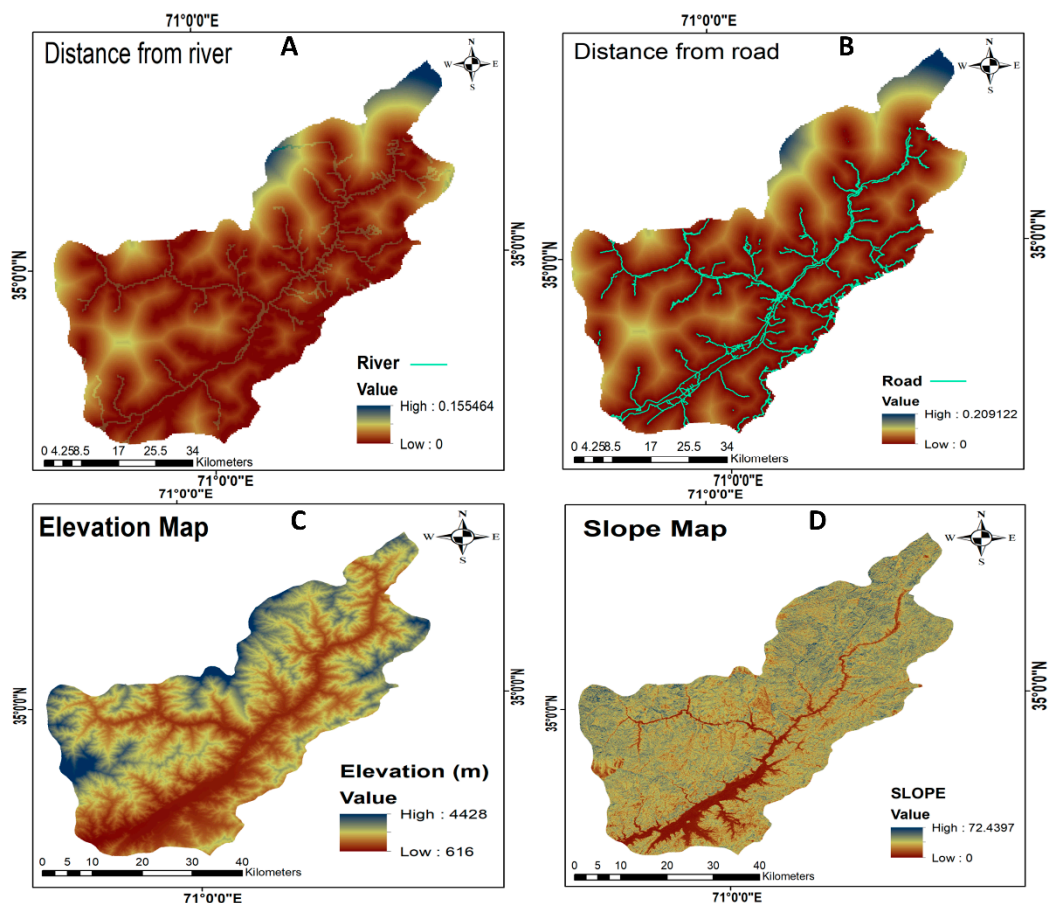 71°0'0"E
71°0'0"E
Distance from river
A
N
W E
S
35°0'0"N
35°0'0"N
River
Value
High : 0.155464
Low : 0
0 4.25 8.5 17 25.5 34
Kilometers
71°0'0"E
Distance from road
B
N
W E
S
35°0'0"N
35°0'0"N
Road
Value
High : 0.209122
Low : 0
0 4.25 8.5 17 25.5 34
Kilometers
71°0'0"E
71°0'0"E
71°0'0"E
Elevation Map
C
N
W E
S
35°0'0"N
35°0'0"N
Elevation (m)
Value
High : 4428
Low : 616
0 5 10 20 30 40
Kilometers
71°0'0"E
Slope Map
D
N
W E
S
35°0'0"N
35°0'0"N
SLOPE
Value
High : 72.4397
Low : 0
0 5 10 20 30 40
Kilometers
71°0'0"E